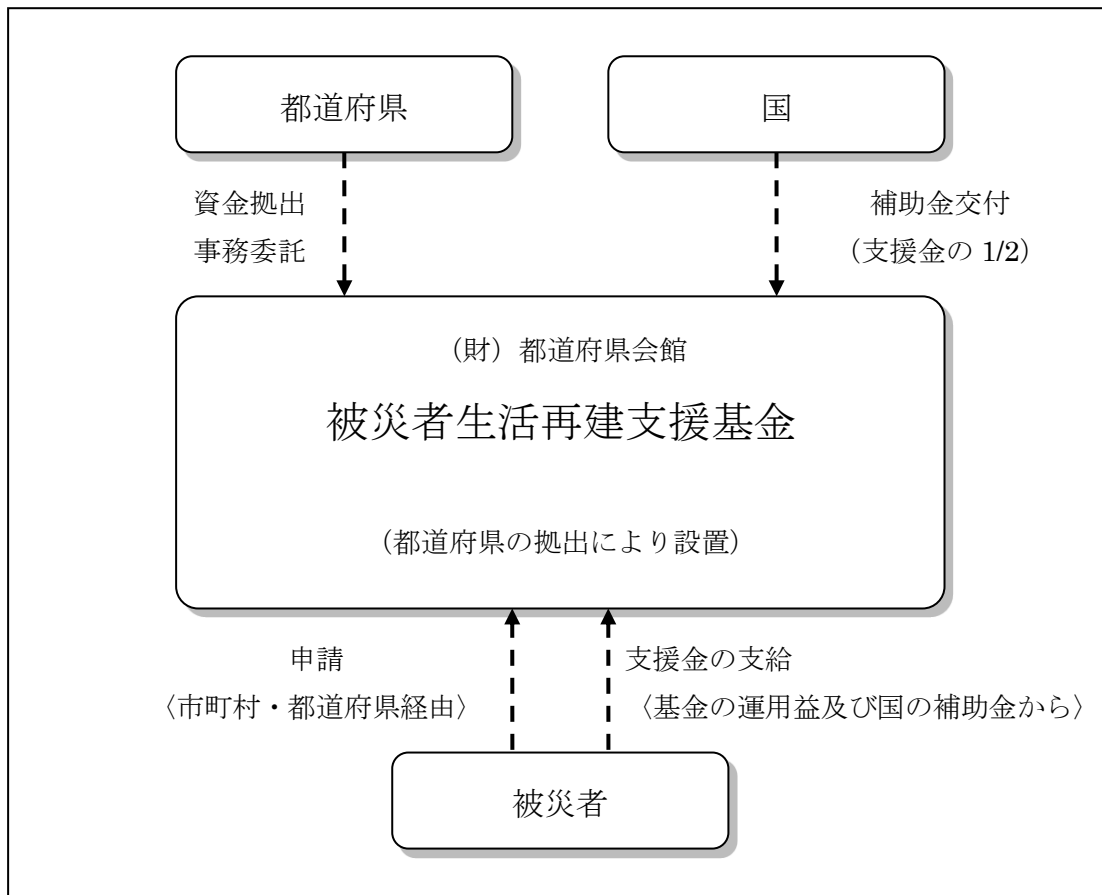 都道府県
国
資金拠出
事務委託
補助金交付
（支援金の 1/2）
（財）都道府県会館
被災者生活再建支援基金
（都道府県の拠出により設置）
申請
〈市町村・都道府県経由〉
支援金の支給
〈基金の運用益及び国の補助金から〉
被災者